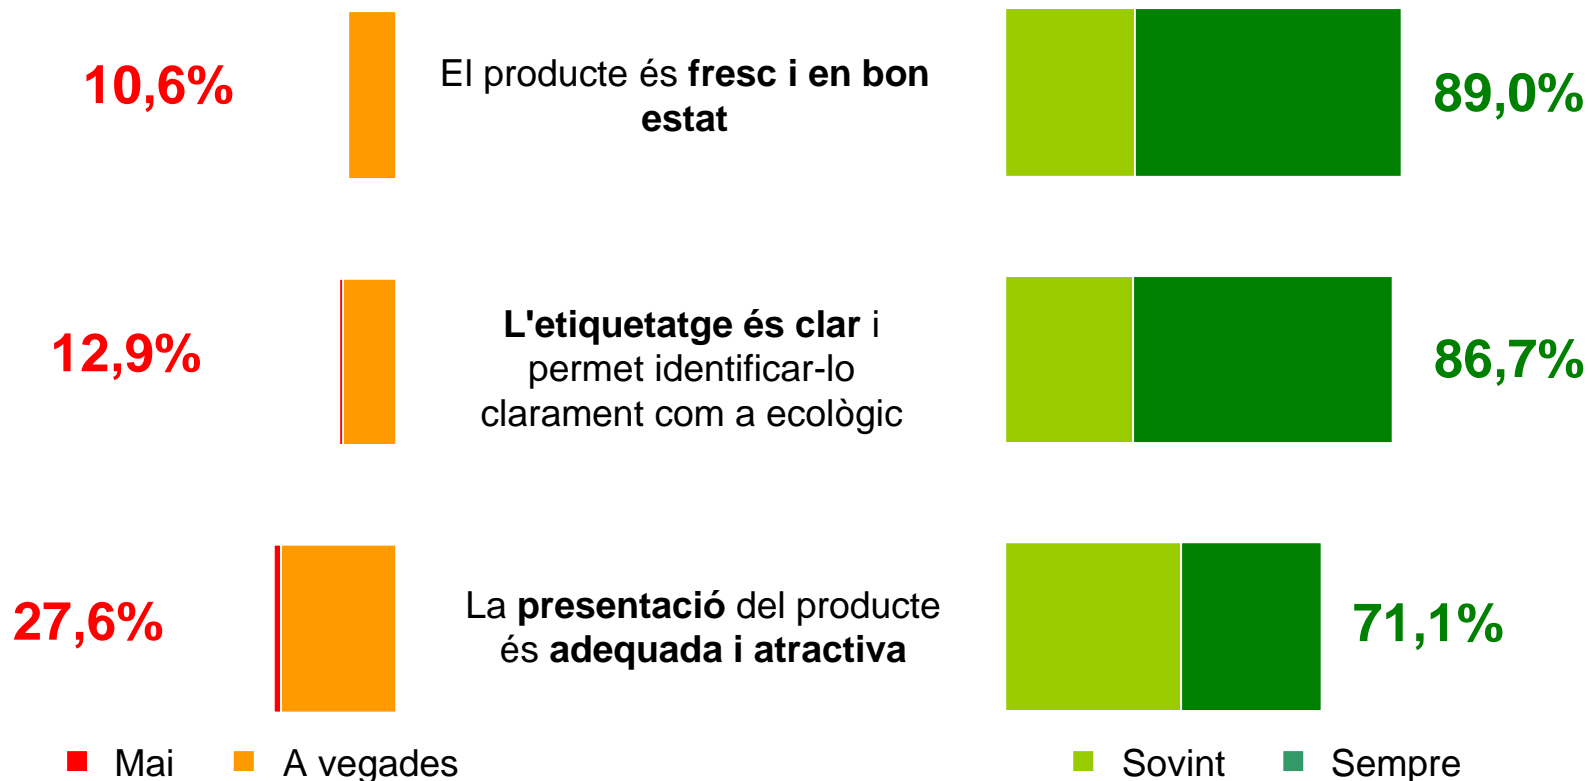 10,6%
El producte és fresc i en bon
estat
89,0%
12,9%
L'etiquetatge és clar i
permet identificar-lo
clarament com a ecològic
86,7%
27,6%
La presentació del producte
és adequada i atractiva
71,1%
Mai A vegades Sovint Sempre